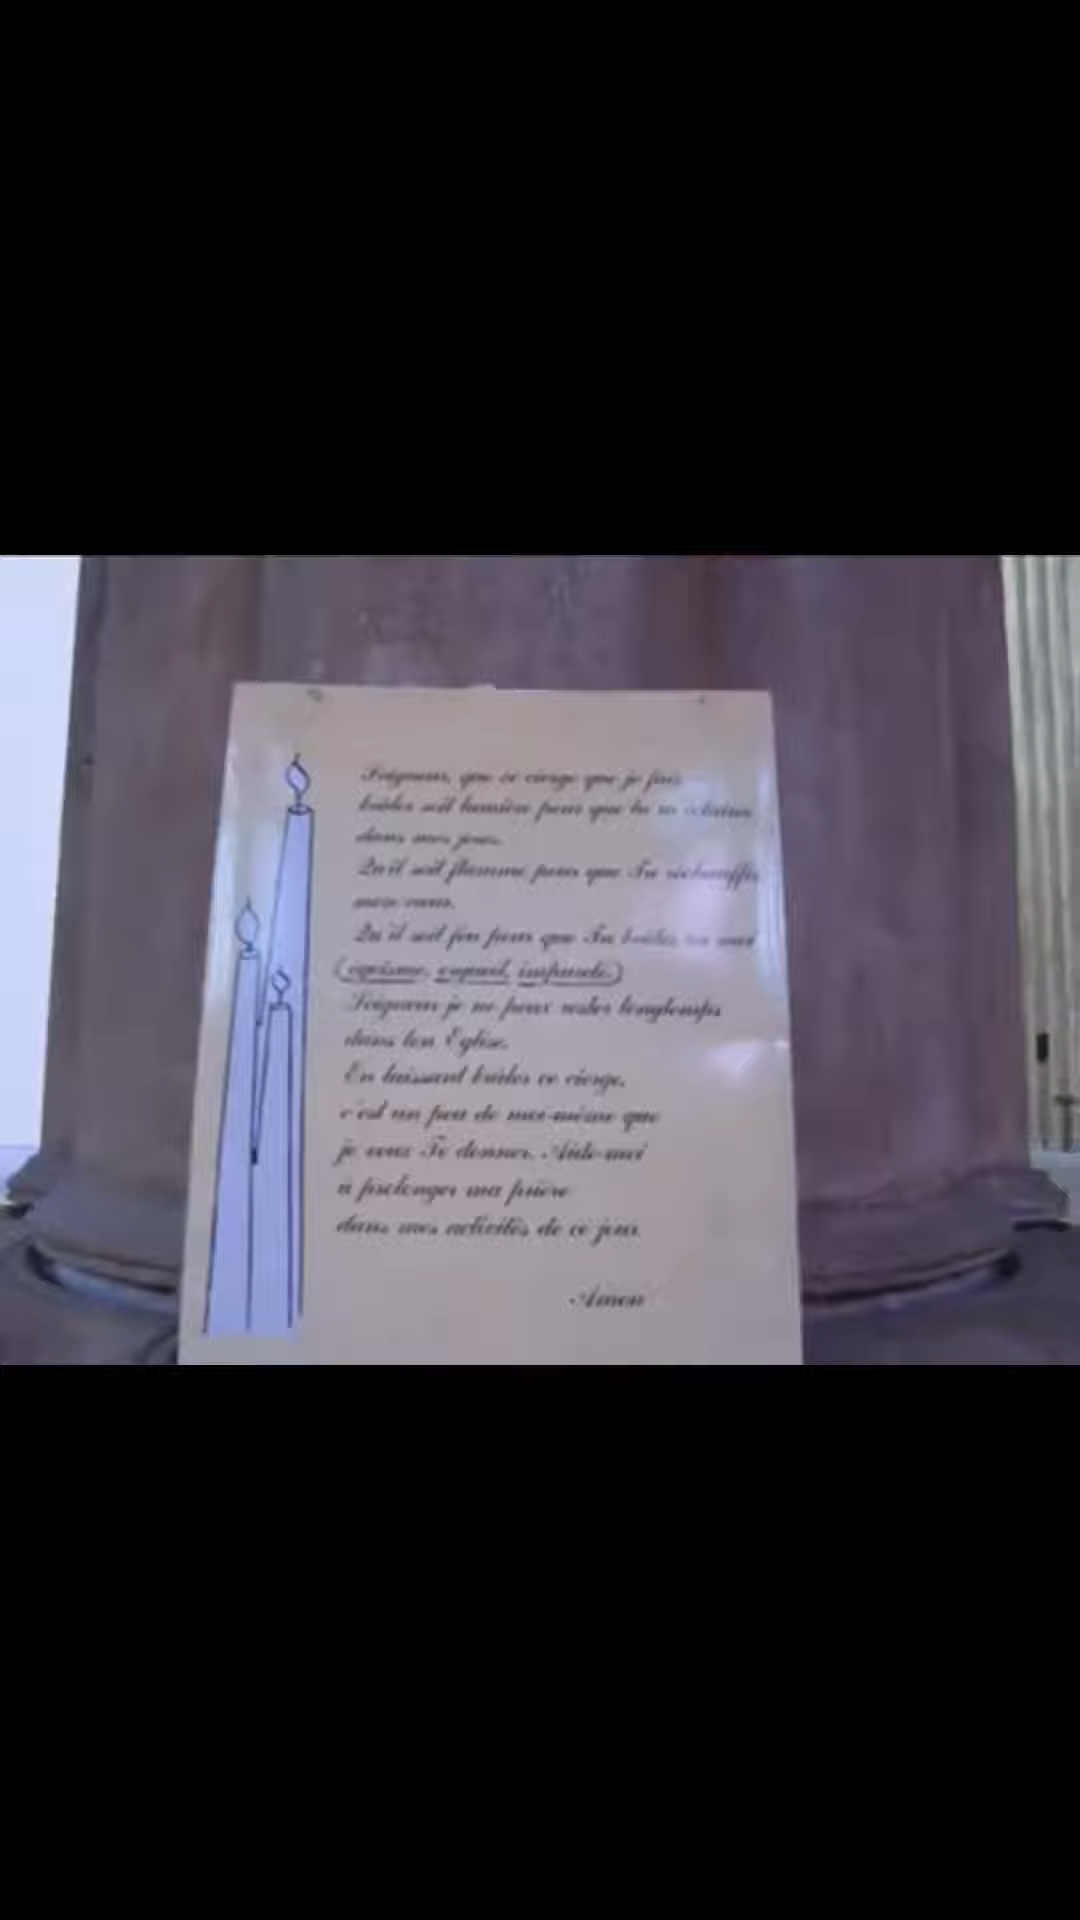 Seigneur, que ce cierge que je fais
brûler soit lumière pour que tu m'éclaires
dans mes jours.
Qu'il soit flamme pour que Tu réchauffes
mon cœur.
Qu'il soit feu pour que Tu brûles en moi
(égoïsme, orgueil, impureté.)
Seigneur je ne peux rester longtemps
dans ton Eglise.
En laissant brûler ce cierge,
c'est un peu de moi-même que
je veux Te donner. Aide-moi
à prolonger ma prière
dans mes activités de ce jour.
Amen